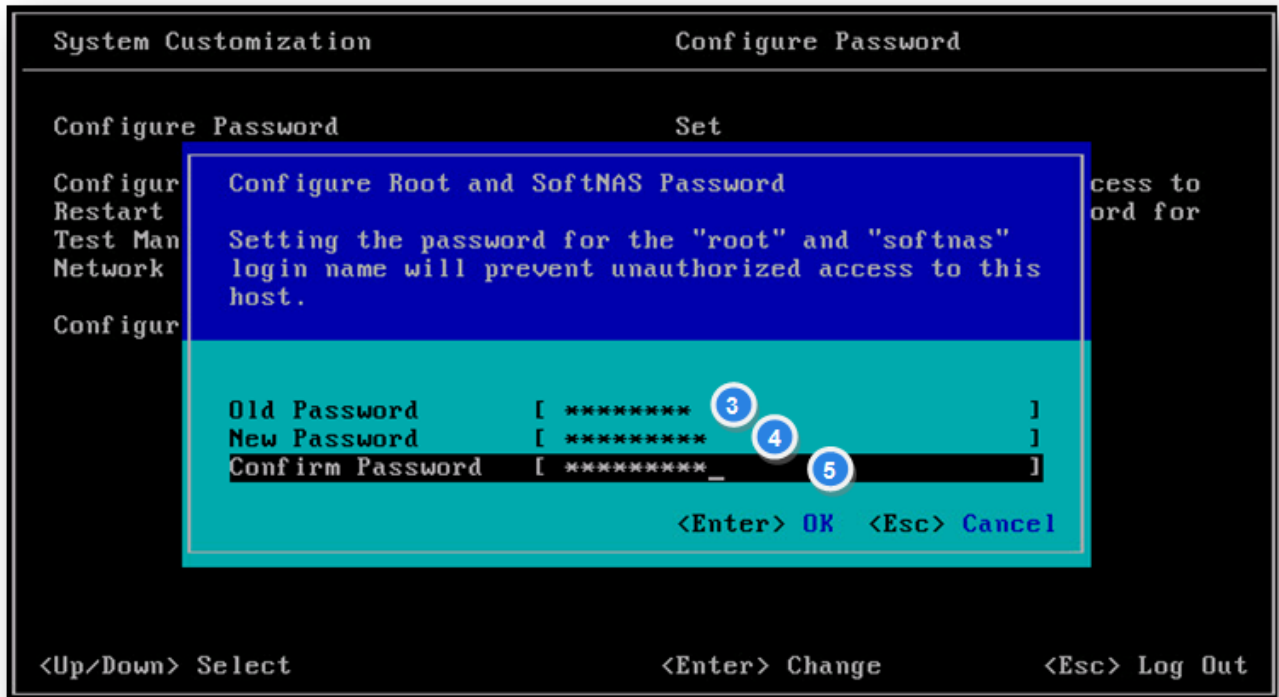 System Customization Configure Password
Configure Password Set
Configur Configure Root and SoftNAS Password cess to
Restart ord for
Test Man Setting the password for the "root" and "softnas"
Network login name will prevent unauthorized access to this
host.
Configur
Old Password [ ******** 3 ]
New Password [ ********* 4 ]
Confirm Password [ *********_ 5 ]
<Enter> OK <Esc> Cancel
<Up/Down> Select <Enter> Change <Esc> Log Out